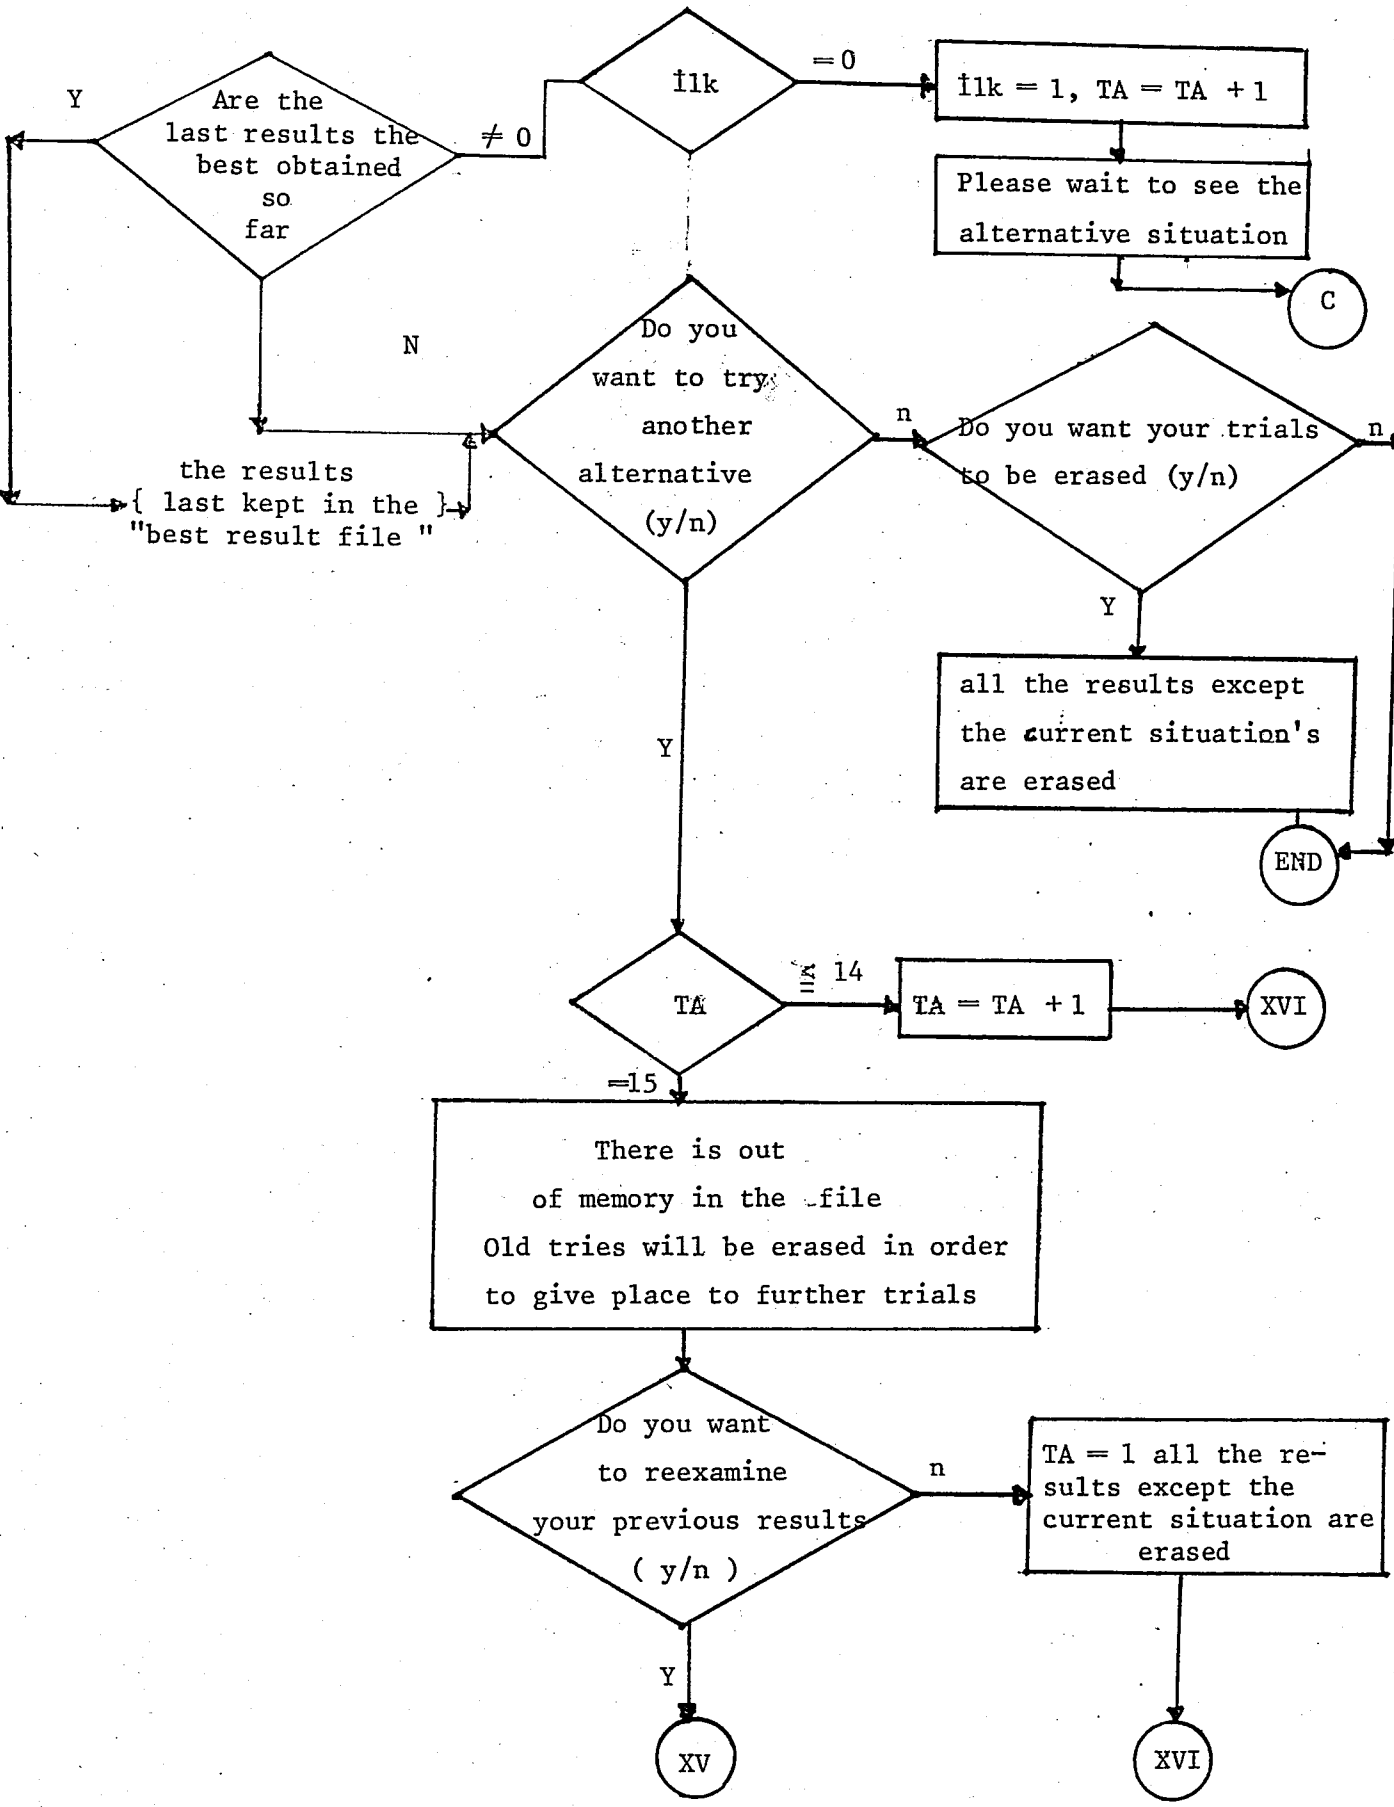 İlk
=0
İlk = 1, TA = TA + 1
Please wait to see the
alternative situation
C
≠ 0
Y
Are the
last results the
best obtained
so
far
N
the results
{ last kept in the }
"best result file "
Do you
want to try
another
alternative
(y/n)
n
Do you want your trials
to be erased (y/n)
n
Y
all the results except
the current situation's
are erased
END
Y
TA
14
TA = TA + 1
XVI
=15
There is out
of memory in the file
Old tries will be erased in order
to give place to further trials
Do you want
to reexamine
your previous results
( y/n )
n
TA = 1 all the re-
sults except the
current situation are
erased
Y
XV
XVI